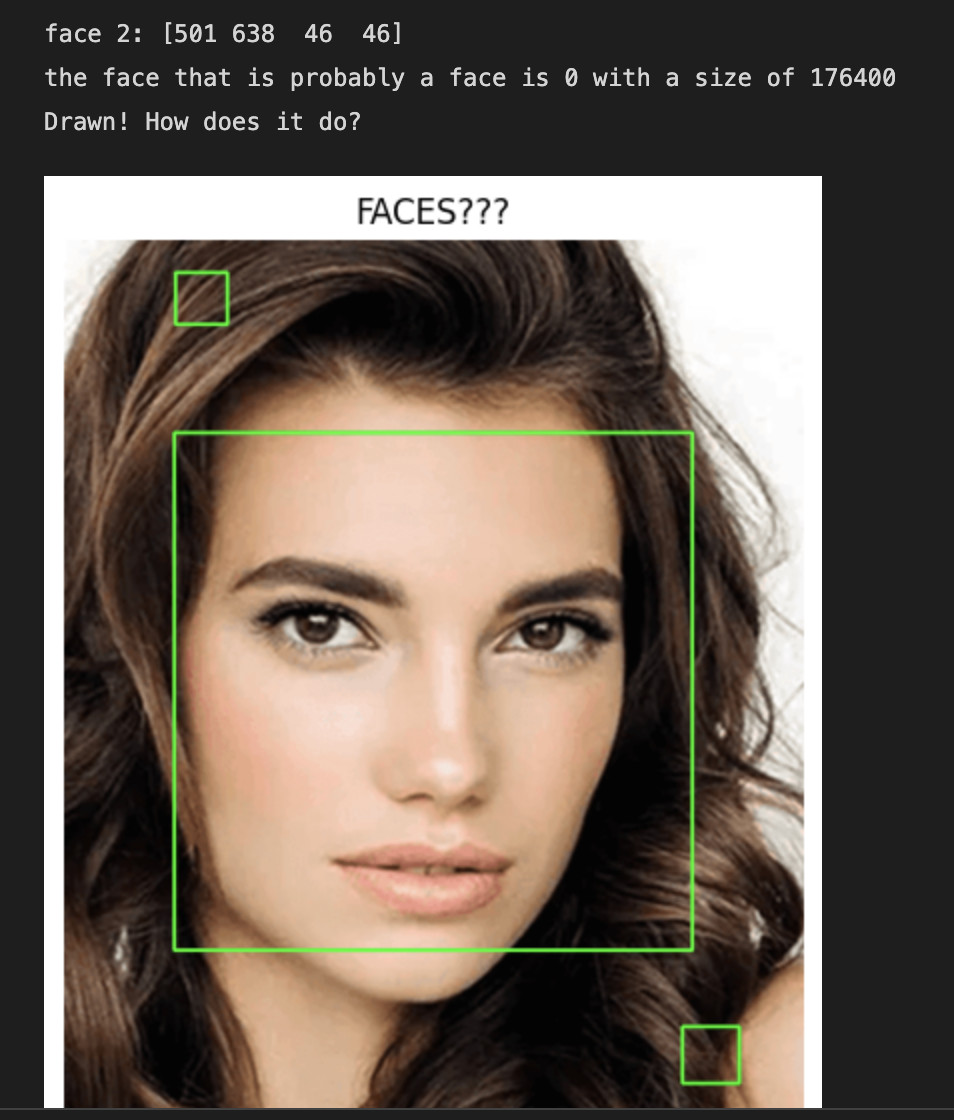 face 2: [501 638  46  46]
the face that is probably a face is 0 with a size of 176400
Drawn! How does it do?
FACES???